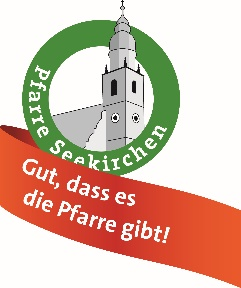 Pfarre Seekirchen
Gut, dass es
die Pfarre gibt!